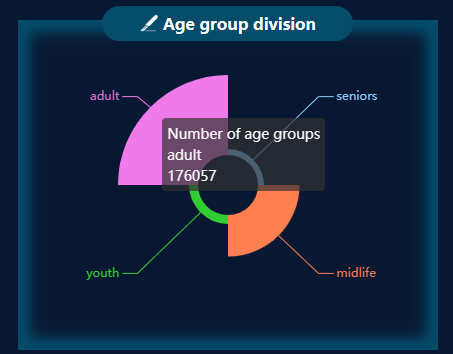 Age group division
adult
seniors
Number of age groups
adult
176057
youth
midlife